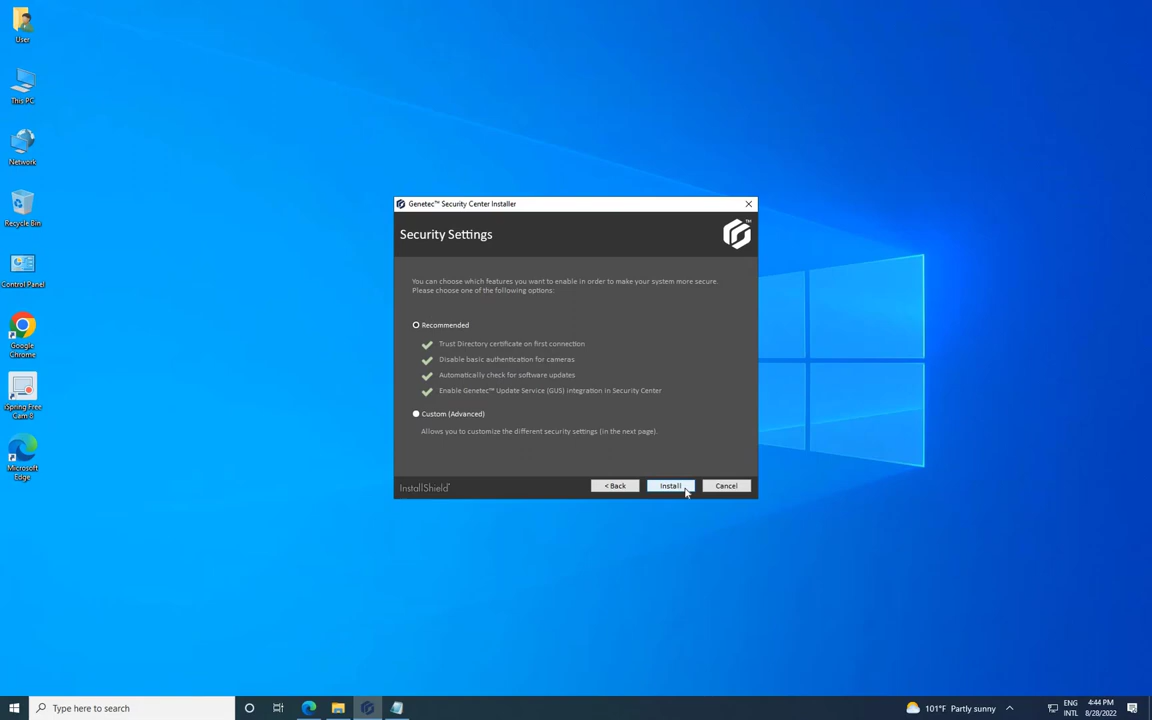 User
This PC
Network
Recycle Bin
Control Panel
Google
Chrome
iSpring Free
Cam 8
Microsoft
Edge
Genetec™ Security Center Installer
Security Settings
You can choose which features you want to enable in order to make your system more secure.
Please choose one of the following options:
Recommended
Trust Directory certificate on first connection
Disable basic authentication for cameras
Automatically check for software updates
Enable Genetec™ Update Service (GUS) integration in Security Center
Custom (Advanced)
Allows you to customize the different security settings (in the next page).
InstallShield
< Back
Install
Cancel
Type here to search
101°F Partly sunny
ENG
INTL
4:44 PM
8/28/2022